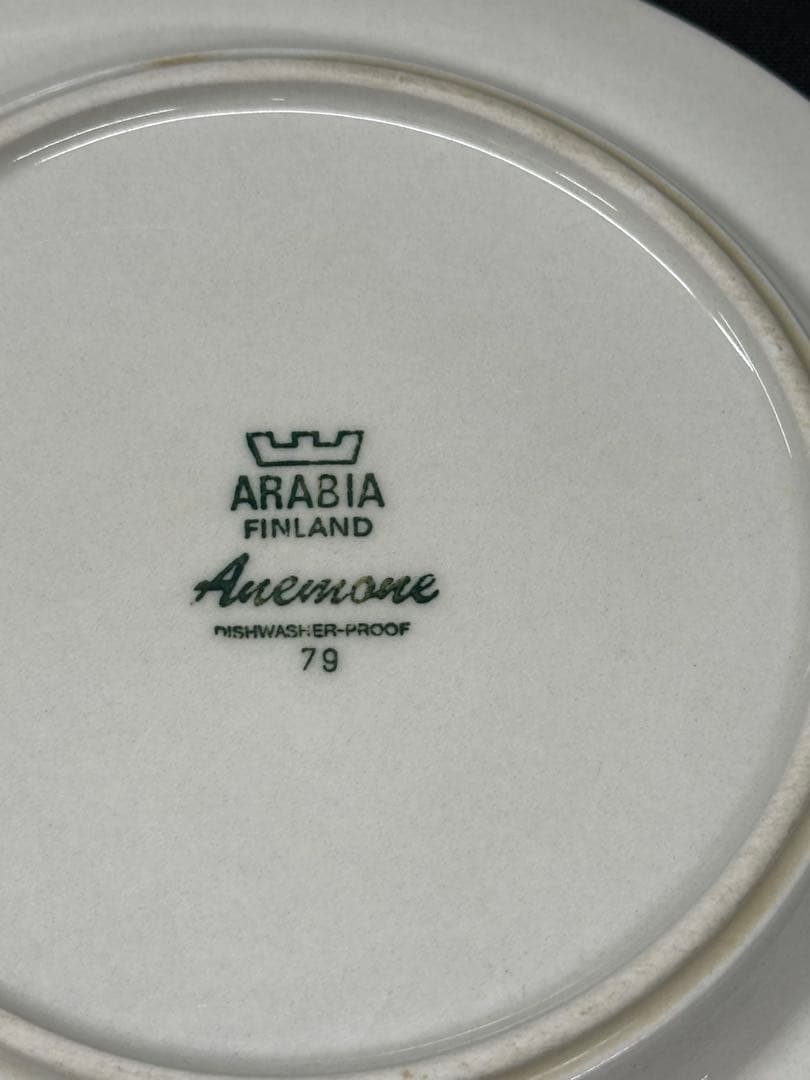 ARABIA
FINLAND
Anemone
DISHWASHER-PROOF
79